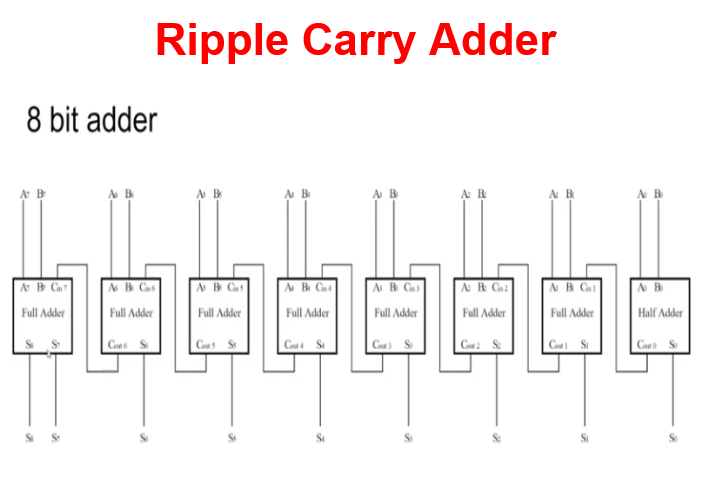 Ripple Carry Adder
8 bit adder
A7 B7 A6 B6 A5 B5 A4 B4 A3 B3 A2 B2 A1 B1 A0 B0
A7 B7 Cin 7 A6 B6 Cin 6 A5 B5 Cin 5 A4 B4 Cin 4 A3 B3 Cin 3 A2 B2 Cin 2 A1 B1 Cin 1 A0 B0
Full Adder Full Adder Full Adder Full Adder Full Adder Full Adder Full Adder Half Adder
S8 S7 Cout 6 S6 Cout 5 S5 Cout 4 S4 Cout 3 S3 Cout 2 S2 Cout 1 S1 Cout 0 S0
S8 S7 S6 S5 S4 S3 S2 S1 S0